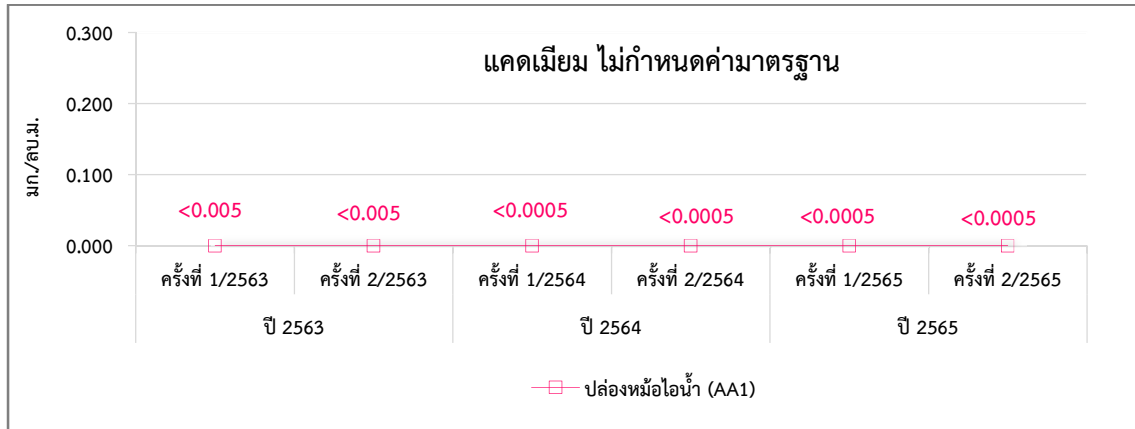 แคดเมียม ไม่กำหนดค่ามาตรฐาน
มก./ลบ.ม.
0.300
0.200
0.100
0.000
<0.005 <0.005 <0.0005 <0.0005 <0.0005 <0.0005
ครั้งที่ 1/2563 ครั้งที่ 2/2563 ครั้งที่ 1/2564 ครั้งที่ 2/2564 ครั้งที่ 1/2565 ครั้งที่ 2/2565
ปี 2563 ปี 2564 ปี 2565
ปล่องหม้อไอน้ำ (AA1)